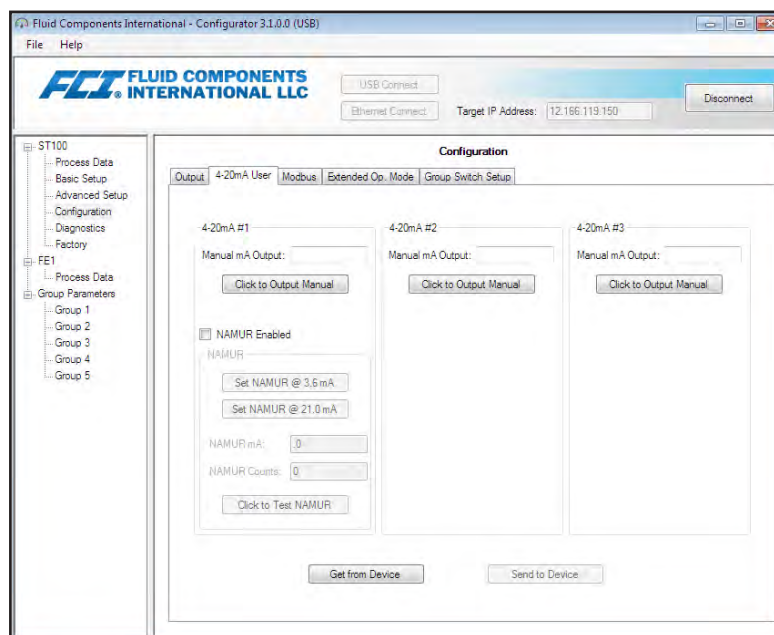 Fluid Components International - Configurator 3.1.0.0 (USB)
File Help
FCI FLUID COMPONENTS
® INTERNATIONAL LLC
USB Connect
Ethernet Connect
Target IP Address: 12.166.119.150
Disconnect
ST100
Process Data
Basic Setup
Advanced Setup
Configuration
Diagnostics
Factory
FE1
Process Data
Group Parameters
Group 1
Group 2
Group 3
Group 4
Group 5
Configuration
Output 4-20mA User Modbus Extended Op. Mode Group Switch Setup
4-20mA #1
Manual mA Output:
Click to Output Manual
NAMUR Enabled
NAMUR
Set NAMUR @ 3.6 mA
Set NAMUR @ 21.0 mA
NAMUR mA: .0
NAMUR Counts: 0
Click to Test NAMUR
4-20mA #2
Manual mA Output:
Click to Output Manual
4-20mA #3
Manual mA Output:
Click to Output Manual
Get from Device
Send to Device